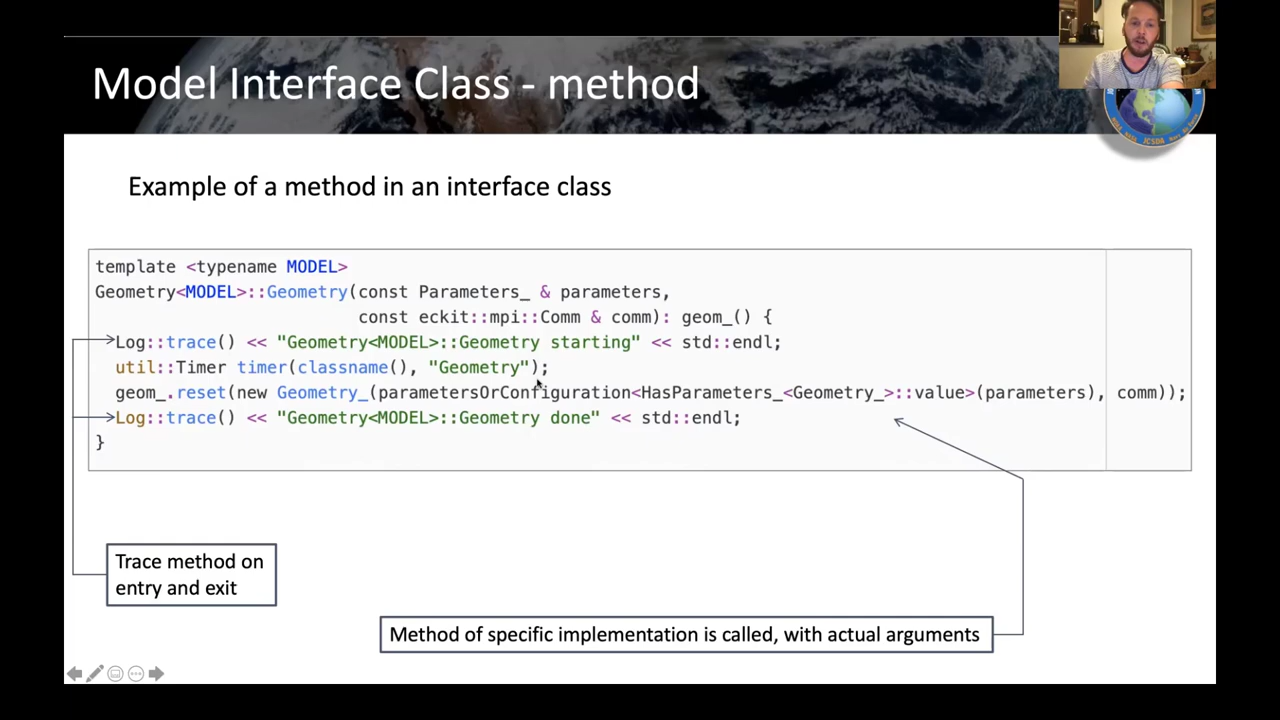 Model Interface Class - method
Example of a method in an interface class
template <typename MODEL>
Geometry<MODEL>::Geometry(const Parameters_ & parameters,
const eckit::mpi::Comm & comm): geom_() {
Log::trace() << "Geometry<MODEL>::Geometry starting" << std::endl;
util::Timer timer(classname(), "Geometry");
geom_.reset(new Geometry_(parametersOrConfiguration<HasParameters_<Geometry_>::value>(parameters), comm));
Log::trace() << "Geometry<MODEL>::Geometry done" << std::endl;
}
Trace method on
entry and exit
Method of specific implementation is called, with actual arguments
JCSDA